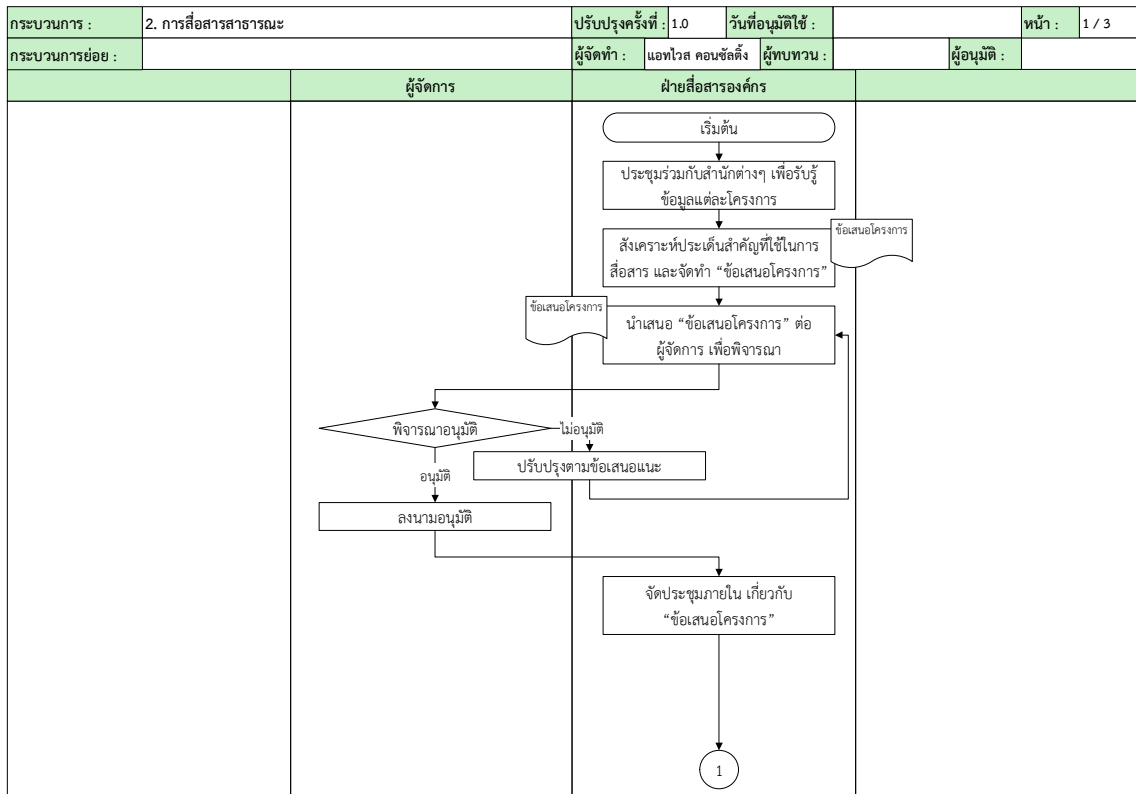 กระบวนการ : 2. การสื่อสารสาธารณะ ปรับปรุงครั้งที่ : 1.0 วันที่อนุมัติใช้ : หน้า : 1 / 3
กระบวนการย่อย : ผู้จัดทำ : แอทไวส คอนซัลติ้ง ผู้ทบทวน : ผู้อนุมัติ :
ผู้จัดการ ฝ่ายสื่อสารองค์กร
เริ่มต้น
ประชุมร่วมกับสำนักต่างๆ เพื่อรับรู้
ข้อมูลแต่ละโครงการ
ข้อเสนอโครงการ
สังเคราะห์ประเด็นสำคัญที่ใช้ในการ
สื่อสาร และจัดทำ “ข้อเสนอโครงการ”
ข้อเสนอโครงการ
นำเสนอ “ข้อเสนอโครงการ” ต่อ
ผู้จัดการ เพื่อพิจารณา
พิจารณาอนุมัติ
ไม่อนุมัติ
ปรับปรุงตามข้อเสนอแนะ
อนุมัติ
ลงนามอนุมัติ
จัดประชุมภายใน เกี่ยวกับ
“ข้อเสนอโครงการ”
1